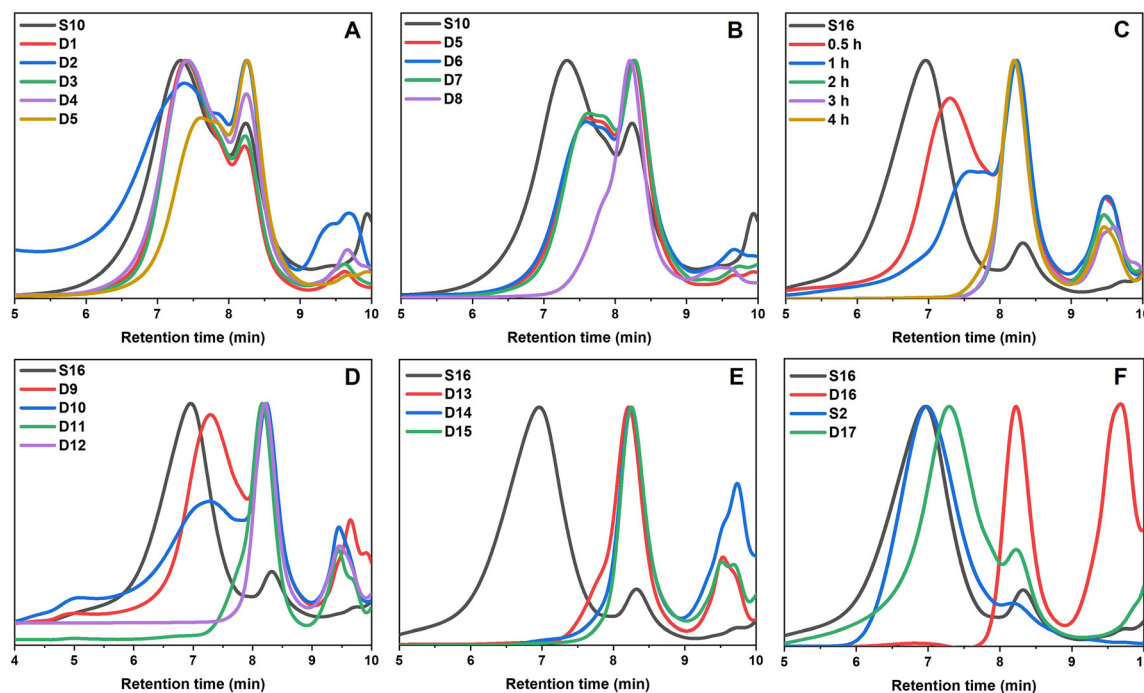 S10
D1
D2
D3
D4
D5
A
5 6 7 8 9 10
Retention time (min)
S10
D5
D6
D7
D8
B
5 6 7 8 9 10
Retention time (min)
S16
0.5 h
1 h
2 h
3 h
4 h
C
5 6 7 8 9 10
Retention time (min)
S16
D9
D10
D11
D12
D
4 5 6 7 8 9 10
Retention time (min)
S16
D13
D14
D15
E
5 6 7 8 9 10
Retention time (min)
S16
D16
S2
D17
F
5 6 7 8 9 1
Retention time (min)